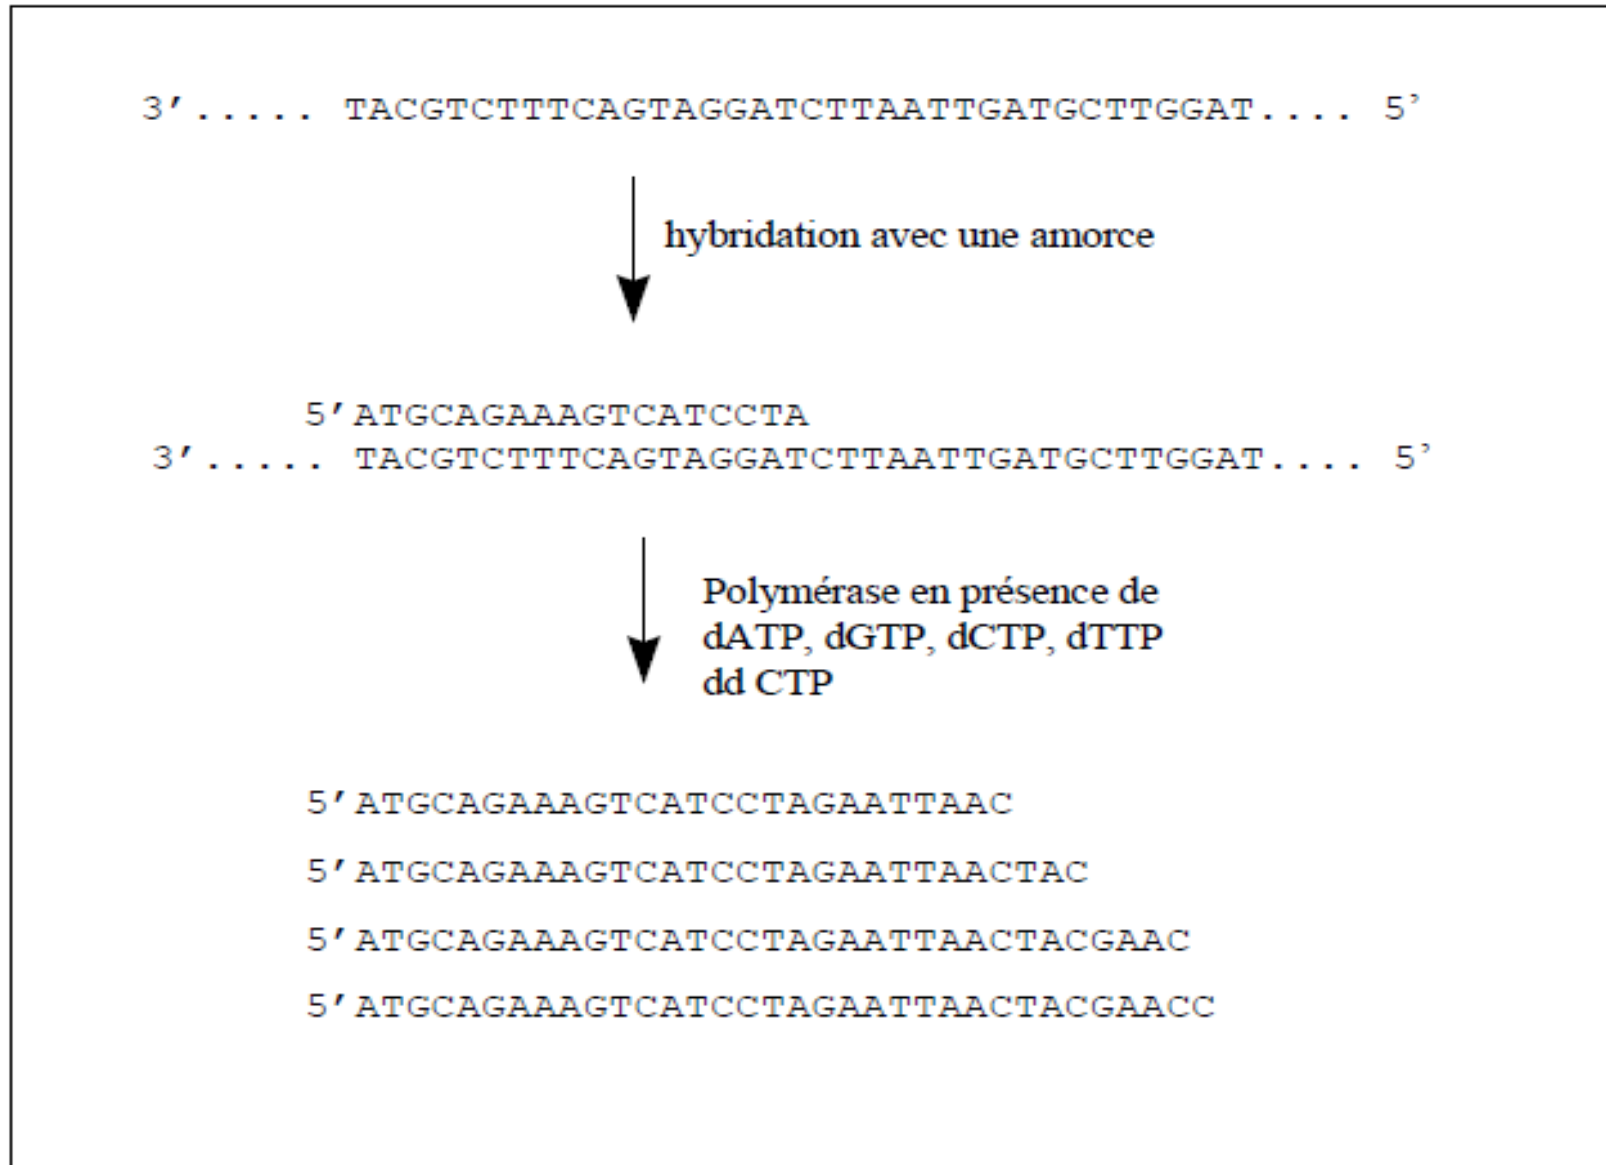 3'..... TACGTCTTTCAGTAGGATCTTAATTGATGCTTGGAT.... 5'
hybridation avec une amorce
5'ATGCAGAAAGTCATCCTA
3'..... TACGTCTTTCAGTAGGATCTTAATTGATGCTTGGAT.... 5'
Polymérase en présence de
dATP, dGTP, dCTP, dTTP
dd CTP
5'ATGCAGAAAGTCATCCTAGAATTAAC
5'ATGCAGAAAGTCATCCTAGAATTAACTAC
5'ATGCAGAAAGTCATCCTAGAATTAACTACGAAC
5'ATGCAGAAAGTCATCCTAGAATTAACTACGAACC